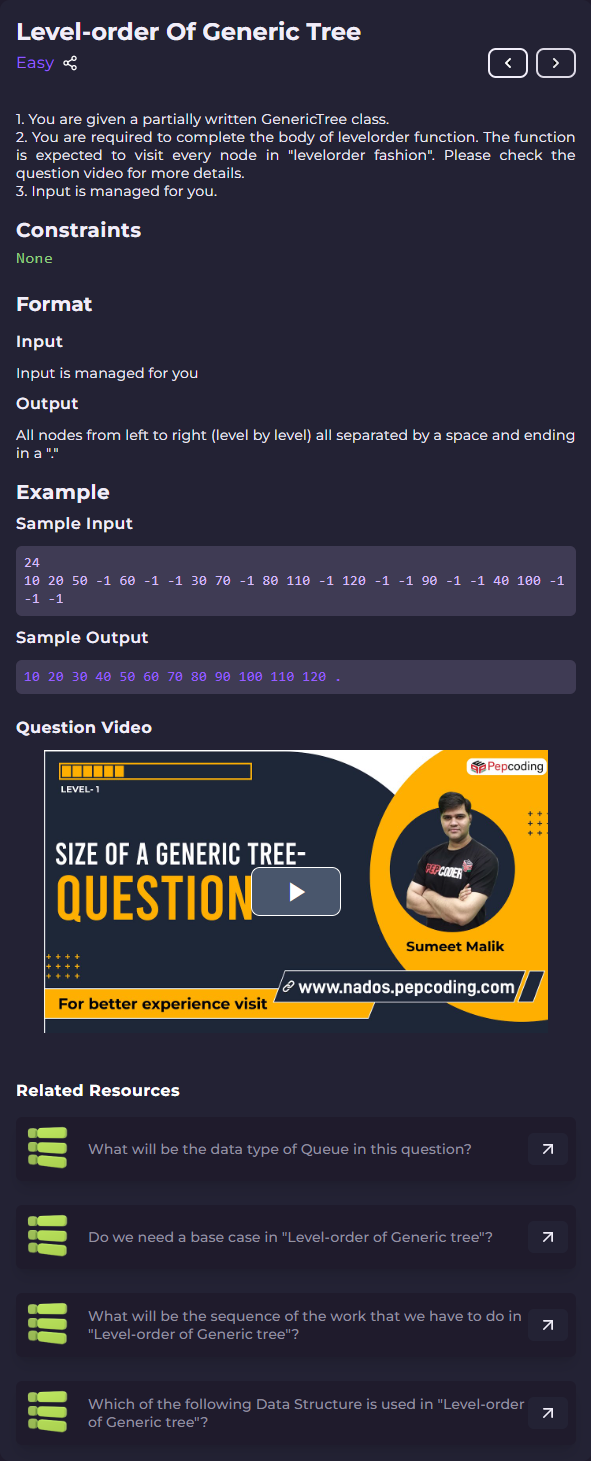 Level-order Of Generic Tree
Easy
1. You are given a partially written GenericTree class.
2. You are required to complete the body of levelorder function. The function
is expected to visit every node in "levelorder fashion". Please check the
question video for more details.
3. Input is managed for you.
Constraints
None
Format
Input
Input is managed for you
Output
All nodes from left to right (level by level) all separated by a space and ending
in a "."
Example
Sample Input
24
10 20 50 -1 60 -1 -1 30 70 -1 80 110 -1 120 -1 -1 90 -1 -1 40 100 -1
-1 -1
Sample Output
10 20 30 40 50 60 70 80 90 100 110 120 .
Question Video
Pepcoding
LEVEL- 1
SIZE OF A GENERIC TREE-
QUESTION
PEPCODER
Sumeet Malik
www.nados.pepcoding.com
For better experience visit
Related Resources
What will be the data type of Queue in this question?
Do we need a base case in "Level-order of Generic tree"?
What will be the sequence of the work that we have to do in
"Level-order of Generic tree"?
Which of the following Data Structure is used in "Level-order
of Generic tree"?